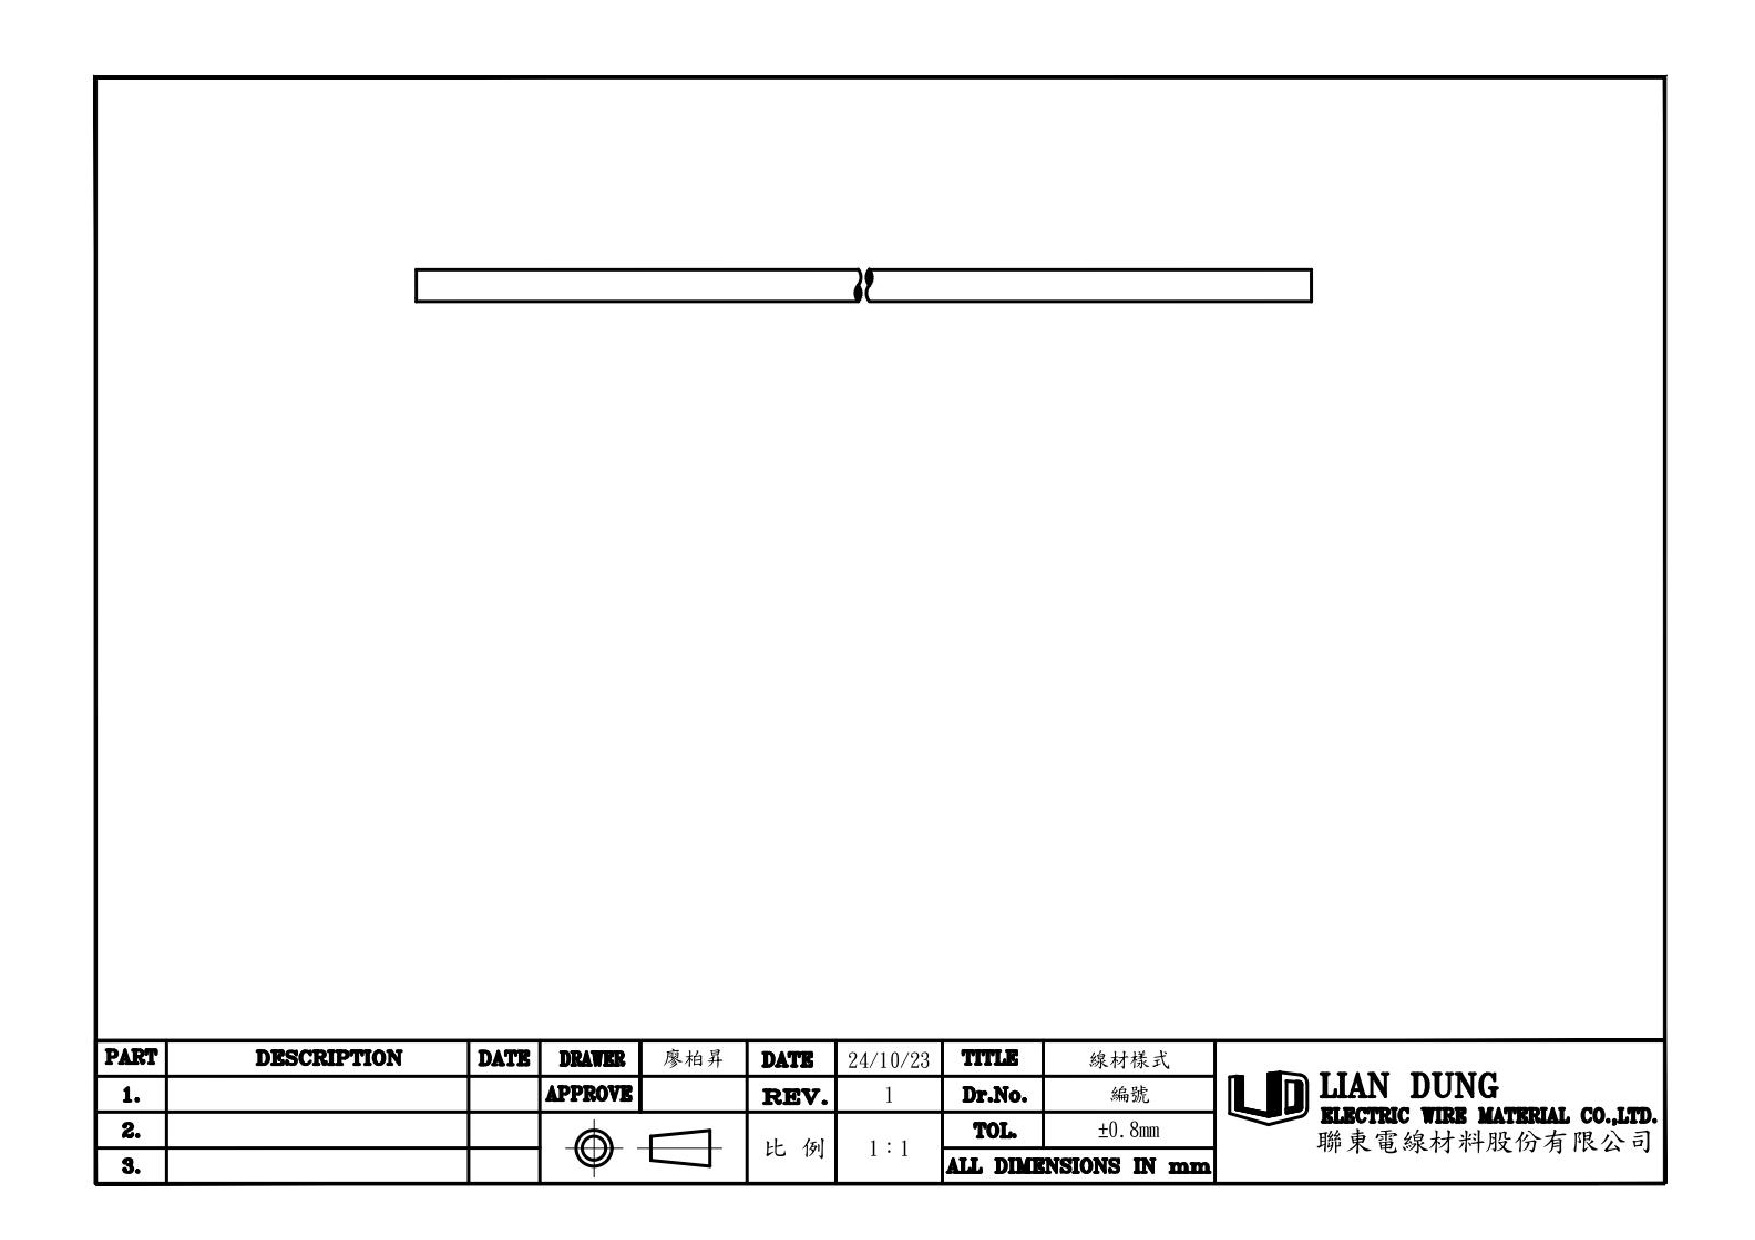 PART DESCRIPTION DATE DRAWER 廖柏昇 DATE 24/10/23 TITLE 線材樣式
1. APPROVE REV. 1 Dr.No. 編號
2. 比例 1:1 TOL. ±0.8mm
3. ALL DIMENSIONS IN mm
LIAN DUNG
ELECTRIC WIRE MATERIAL CO.,LTD.
聯東電線材料股份有限公司